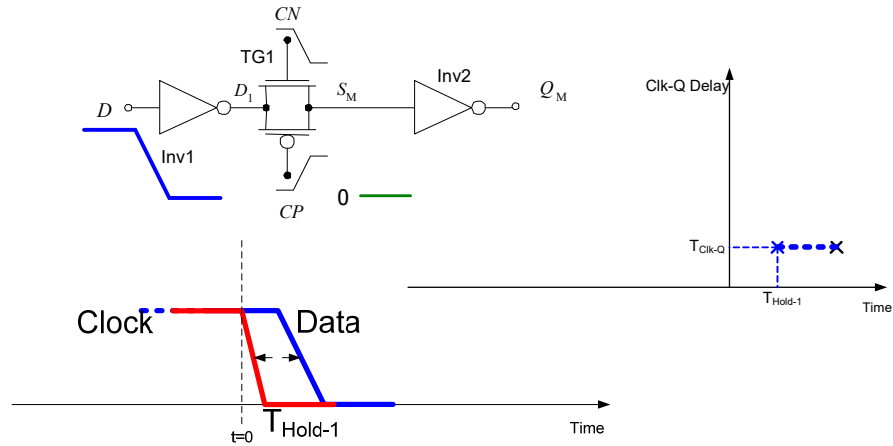 CN
TG1
Inv2
D
D1
SM
QM
Inv1
0
CP
Clk-Q Delay
TClk-Q
THold-1
Time
Clock
Data
THold-1
t=0
Time